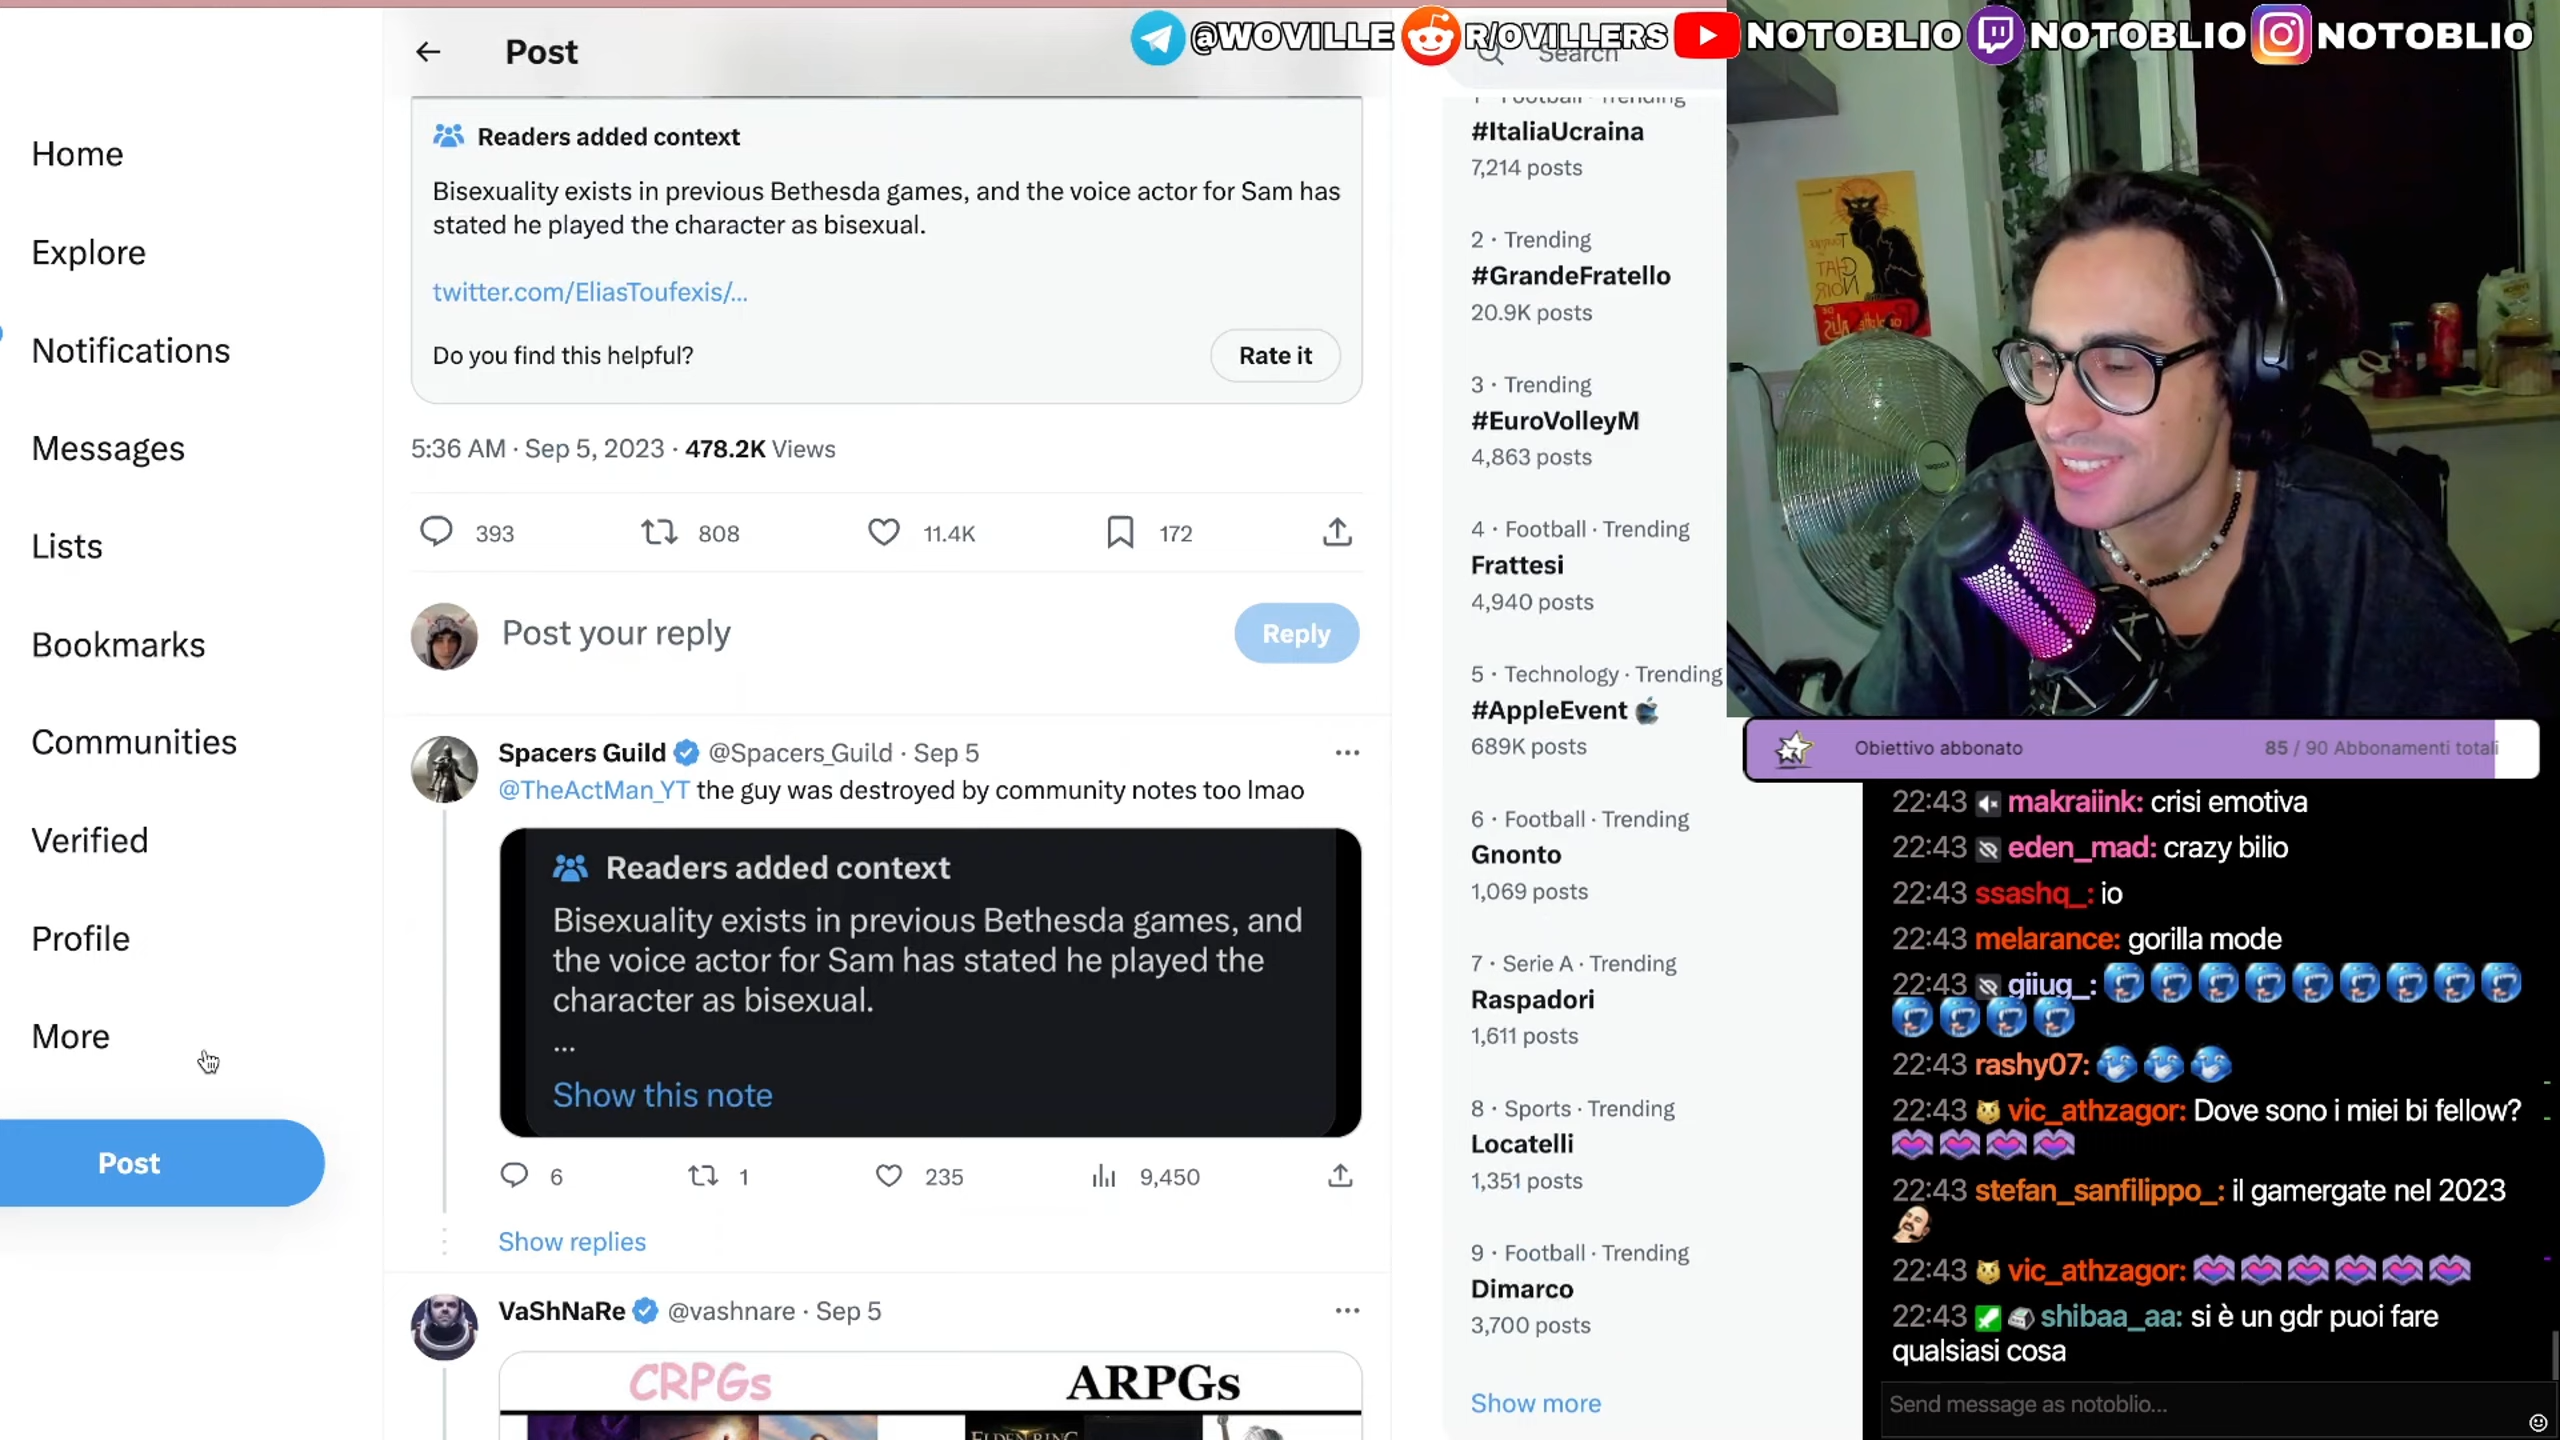 @WOVILLE R/OVILLERS NOTOBLIO NOTOBLIO NOTOBLIO
Post
Search
Home
Explore
Notifications
Messages
Lists
Bookmarks
Communities
Verified
Profile
More
Post
Readers added context
Bisexuality exists in previous Bethesda games, and the voice actor for Sam has
stated he played the character as bisexual.
twitter.com/EliasToufexis/...
Do you find this helpful?
Rate it
5:36 AM · Sep 5, 2023 · 478.2K Views
393 808 11.4K 172
Post your reply
Reply
Spacers Guild @Spacers_Guild · Sep 5
@TheActMan_YT the guy was destroyed by community notes too lmao
Readers added context
Bisexuality exists in previous Bethesda games, and
the voice actor for Sam has stated he played the
character as bisexual.
...
Show this note
6 1 235 9,450
Show replies
VaShNaRe @vashnare · Sep 5
CRPGs ARPGs
ELDEN RING
1 · Football · Trending
#ItaliaUcraina
7,214 posts
2 · Trending
#GrandeFratello
20.9K posts
3 · Trending
#EuroVolleyM
4,863 posts
4 · Football · Trending
Frattesi
4,940 posts
5 · Technology · Trending
#AppleEvent
689K posts
6 · Football · Trending
Gnonto
1,069 posts
7 · Serie A · Trending
Raspadori
1,611 posts
8 · Sports · Trending
Locatelli
1,351 posts
9 · Football · Trending
Dimarco
3,700 posts
Show more
Obiettivo abbonato 85 / 90 Abbonamenti totali
22:43 makraiink: crisi emotiva
22:43 eden_mad: crazy bilio
22:43 ssashq_: io
22:43 melarance: gorilla mode
22:43 giiug_:
22:43 rashy07:
22:43 vic_athzagor: Dove sono i miei bi fellow?
22:43 stefan_sanfilippo_: il gamergate nel 2023
22:43 vic_athzagor:
22:43 shibaa_aa: si è un gdr puoi fare
qualsiasi cosa
Send message as notoblio...